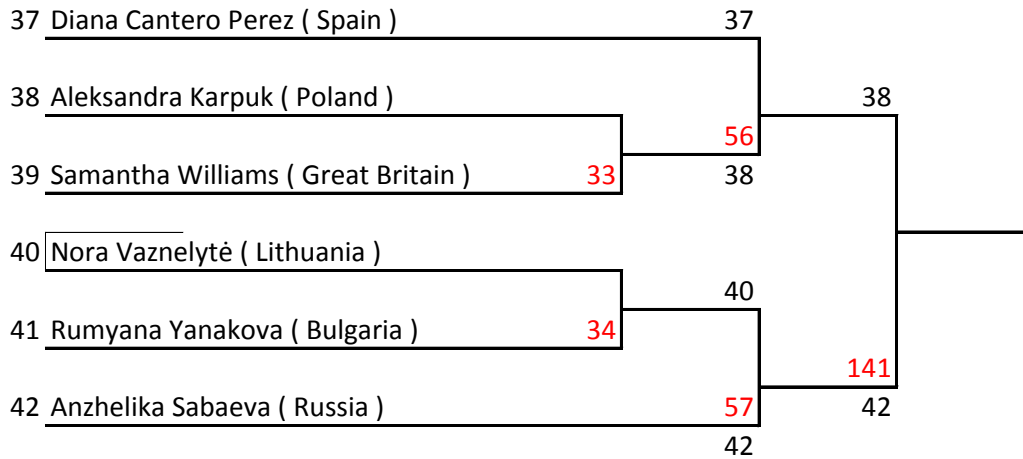 37 Diana Cantero Perez ( Spain ) 37
38 Aleksandra Karpuk ( Poland ) 38
56
39 Samantha Williams ( Great Britain ) 33 38
40 Nora Vaznelytė ( Lithuania )
40
41 Rumyana Yanakova ( Bulgaria ) 34
141
42 Anzhelika Sabaeva ( Russia ) 57 42
42